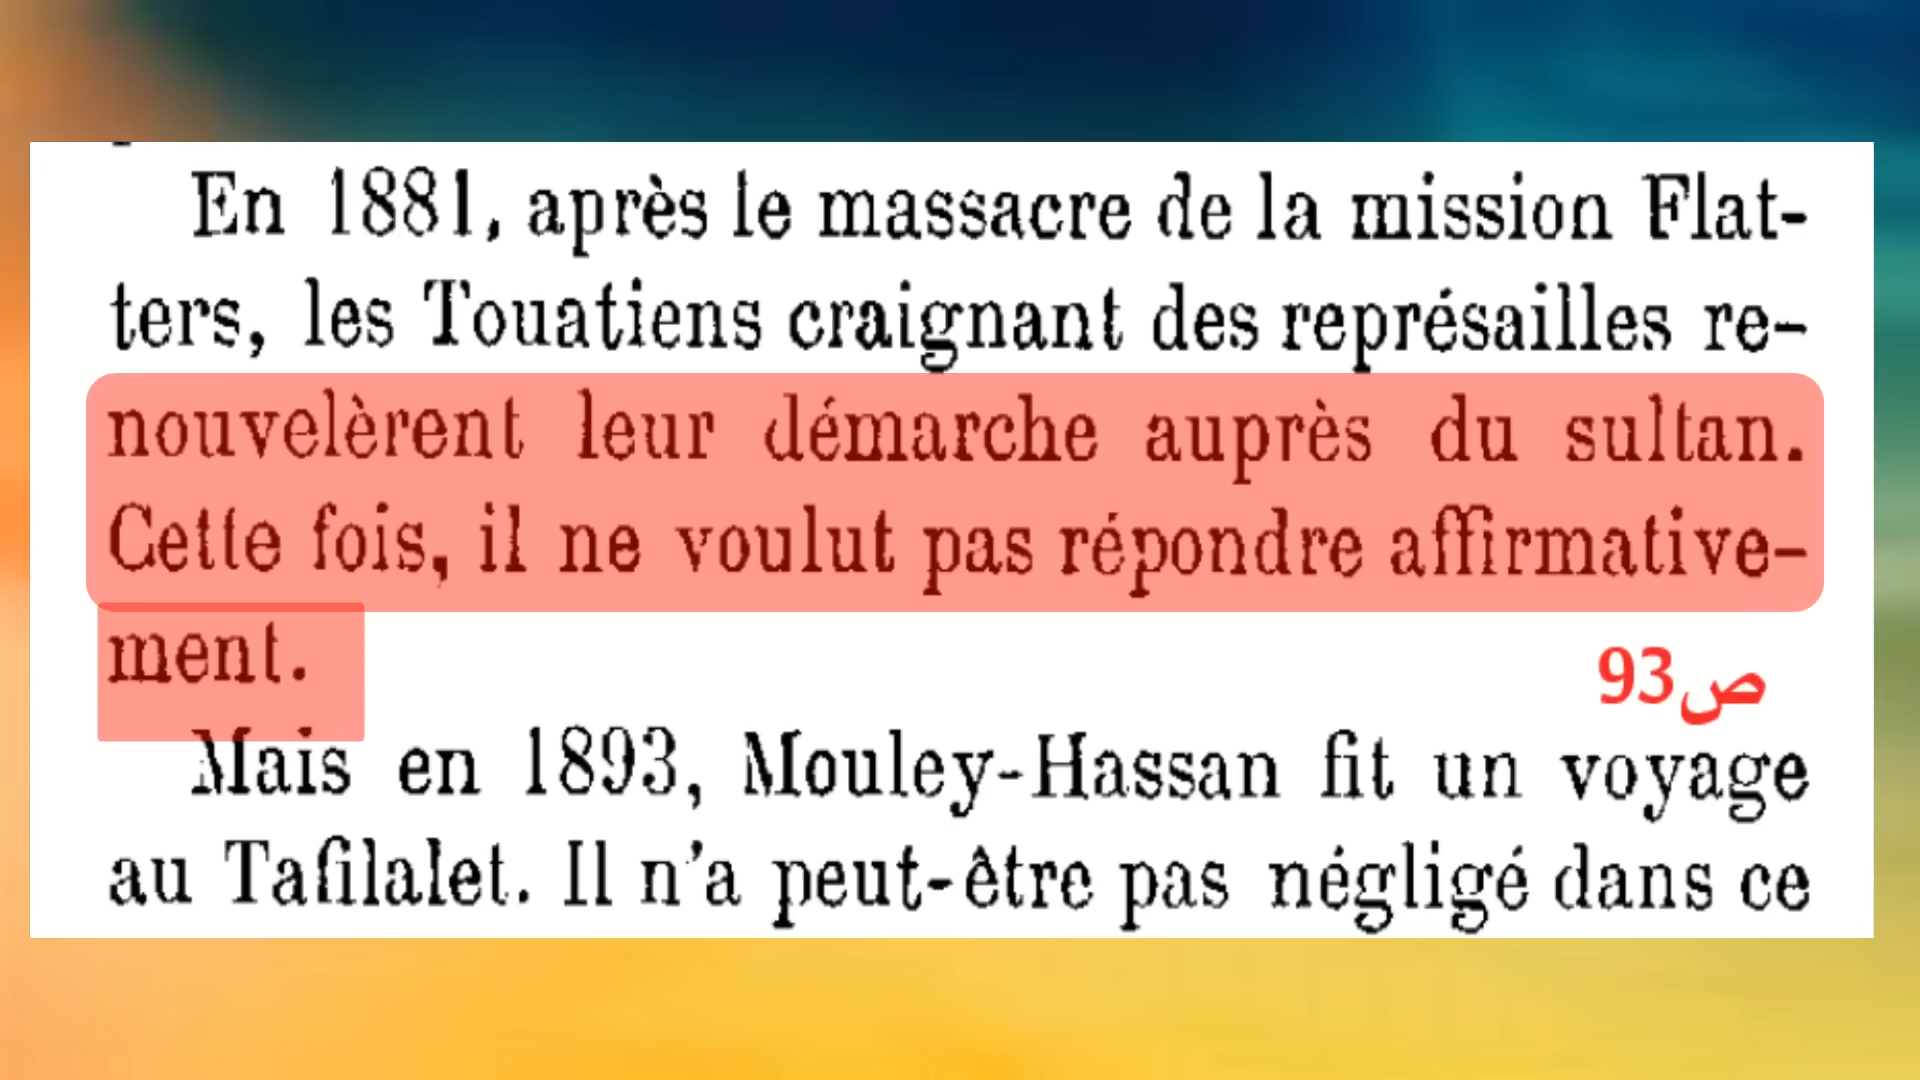 En 1881, après le massacre de la mission Flat-
ters, les Touatiens craignant des représailles re-
nouvelèrent leur démarche auprès du sultan.
Cette fois, il ne voulut pas répondre affirmative-
ment.
ص93
Mais en 1893, Mouley-Hassan fit un voyage
au Tafilalet. Il n'a peut-être pas négligé dans ce